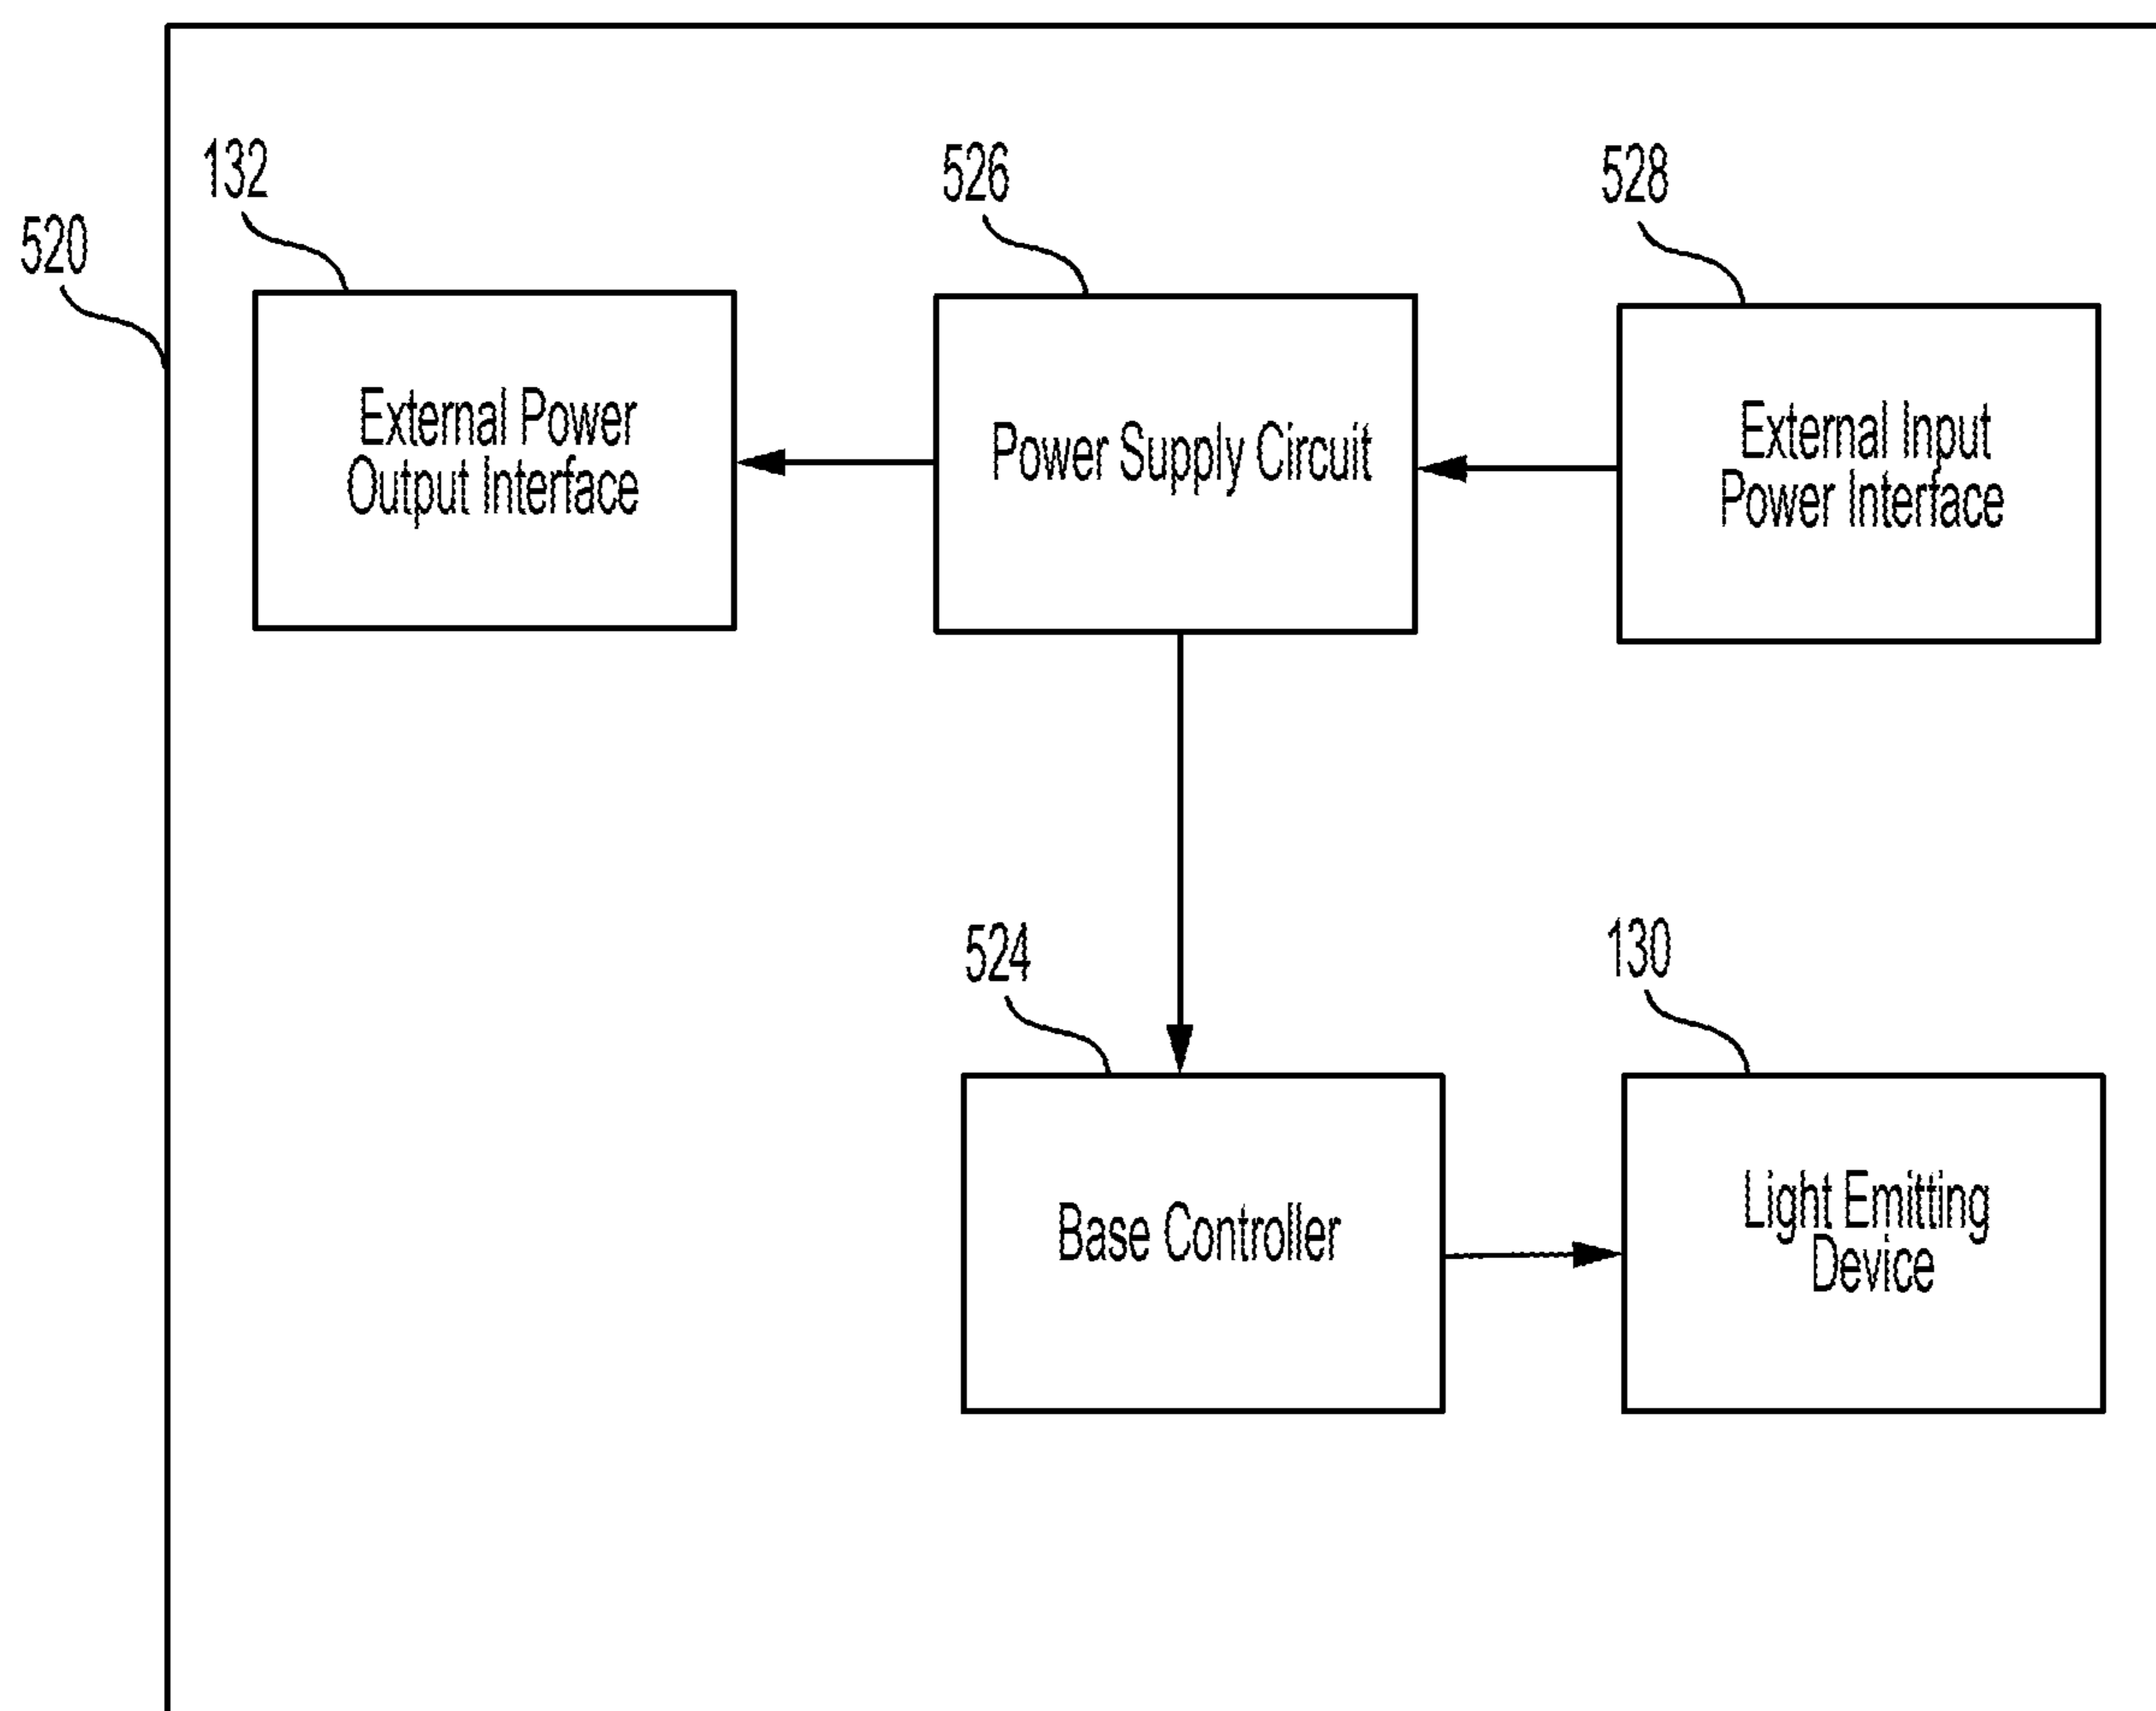 132
526
528
520
External Power
Output Interface
Power Supply Circuit
External Input
Power Interface
524
130
Base Controller
Light Emitting
Device